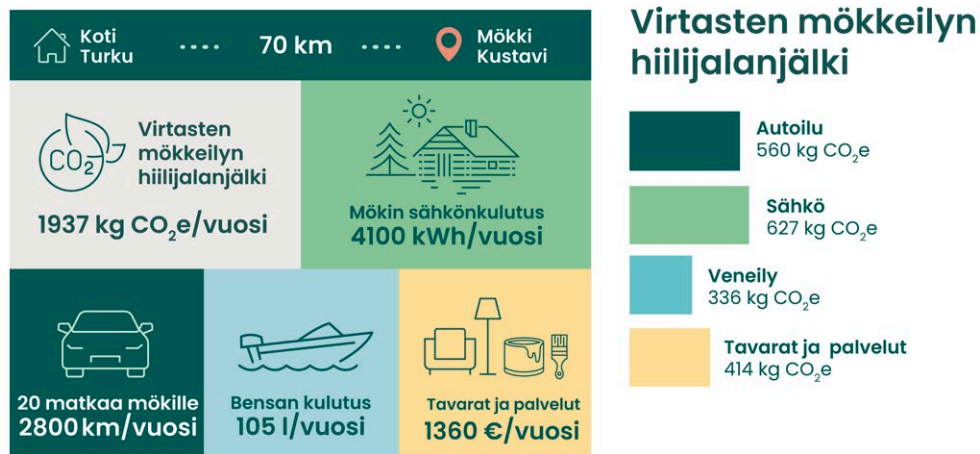 Koti
Turku
70 km
Mökki
Kustavi
CO2
Virtasten
mökkeilyn
hiilijalanjälki
1937 kg CO₂e/vuosi
Mökin sähkönkulutus
4100 kWh/vuosi
20 matkaa mökille
2800 km/vuosi
Bensan kulutus
105 l/vuosi
Tavarat ja palvelut
1360 €/vuosi
Virtasten mökkeilyn
hiilijalanjälki
Autoilu
560 kg CO₂e
Sähkö
627 kg CO₂e
Veneily
336 kg CO₂e
Tavarat ja palvelut
414 kg CO₂e